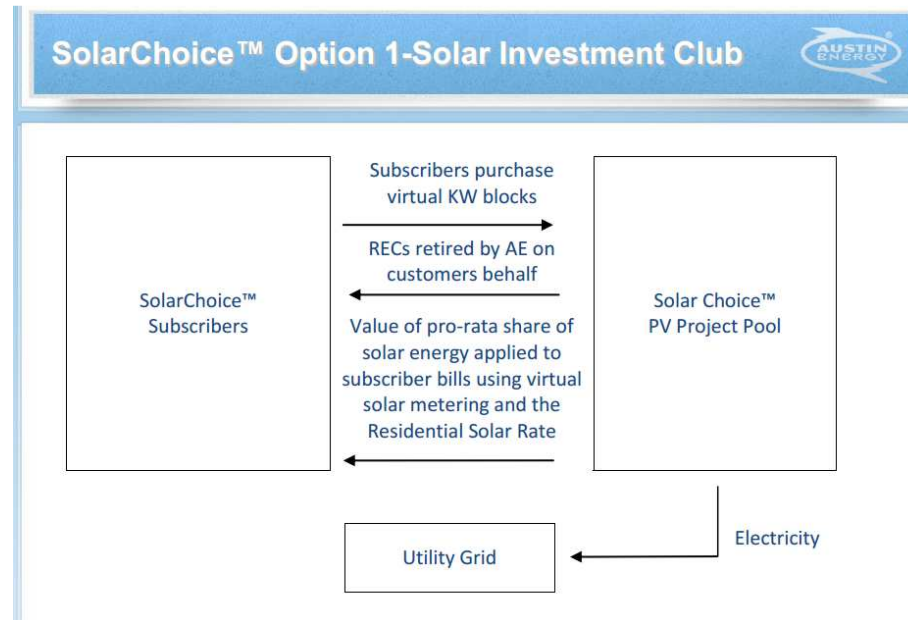 SolarChoice™ Option 1-Solar Investment Club
AUSTIN
ENERGY
Subscribers purchase
virtual KW blocks
RECs retired by AE on
customers behalf
SolarChoice™
Subscribers
Solar Choice™
PV Project Pool
Value of pro-rata share of
solar energy applied to
subscriber bills using virtual
solar metering and the
Residential Solar Rate
Electricity
Utility Grid